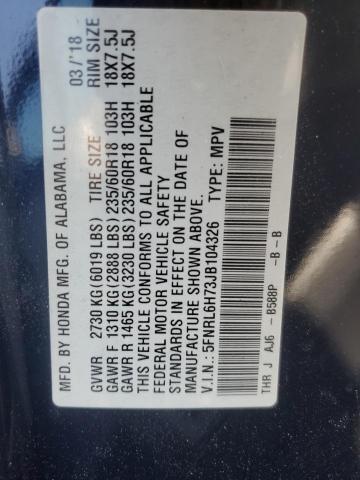 MFD. BY HONDA MFG. OF ALABAMA, LLC 03/'18
GVWR 2730 KG(6019 LBS) TIRE SIZE RIM SIZE
GAWR F 1310 KG(2888 LBS) 235/60R18 103H 18X7.5J
GAWR R 1465 KG(3230 LBS) 235/60R18 103H 18X7.5J
THIS VEHICLE CONFORMS TO ALL APPLICABLE
FEDERAL MOTOR VEHICLE SAFETY
STANDARDS IN EFFECT ON THE DATE OF
MANUFACTURE SHOWN ABOVE.
V.I.N.: 5FNRL6H73JB104326 TYPE: MPV
THR J AJ6 -B588P -B -B